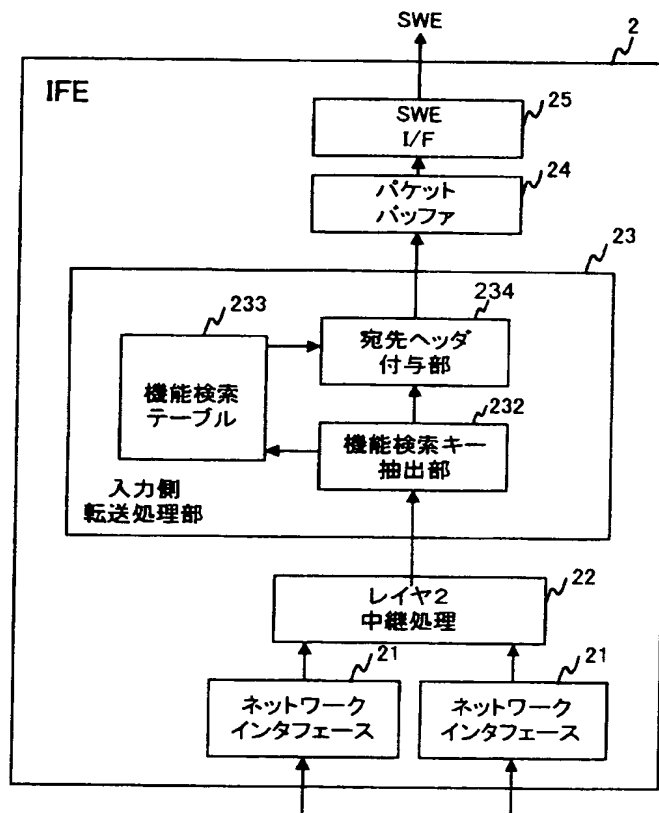 SWE
2
IFE
25
SWE
I/F
24
パケット
バッファ
23
233
234
宛先ヘッダ
付与部
機能検索
テーブル
232
機能検索キー
抽出部
入力側
転送処理部
22
レイヤ2
中継処理
21
21
ネットワーク
インタフェース
ネットワーク
インタフェース